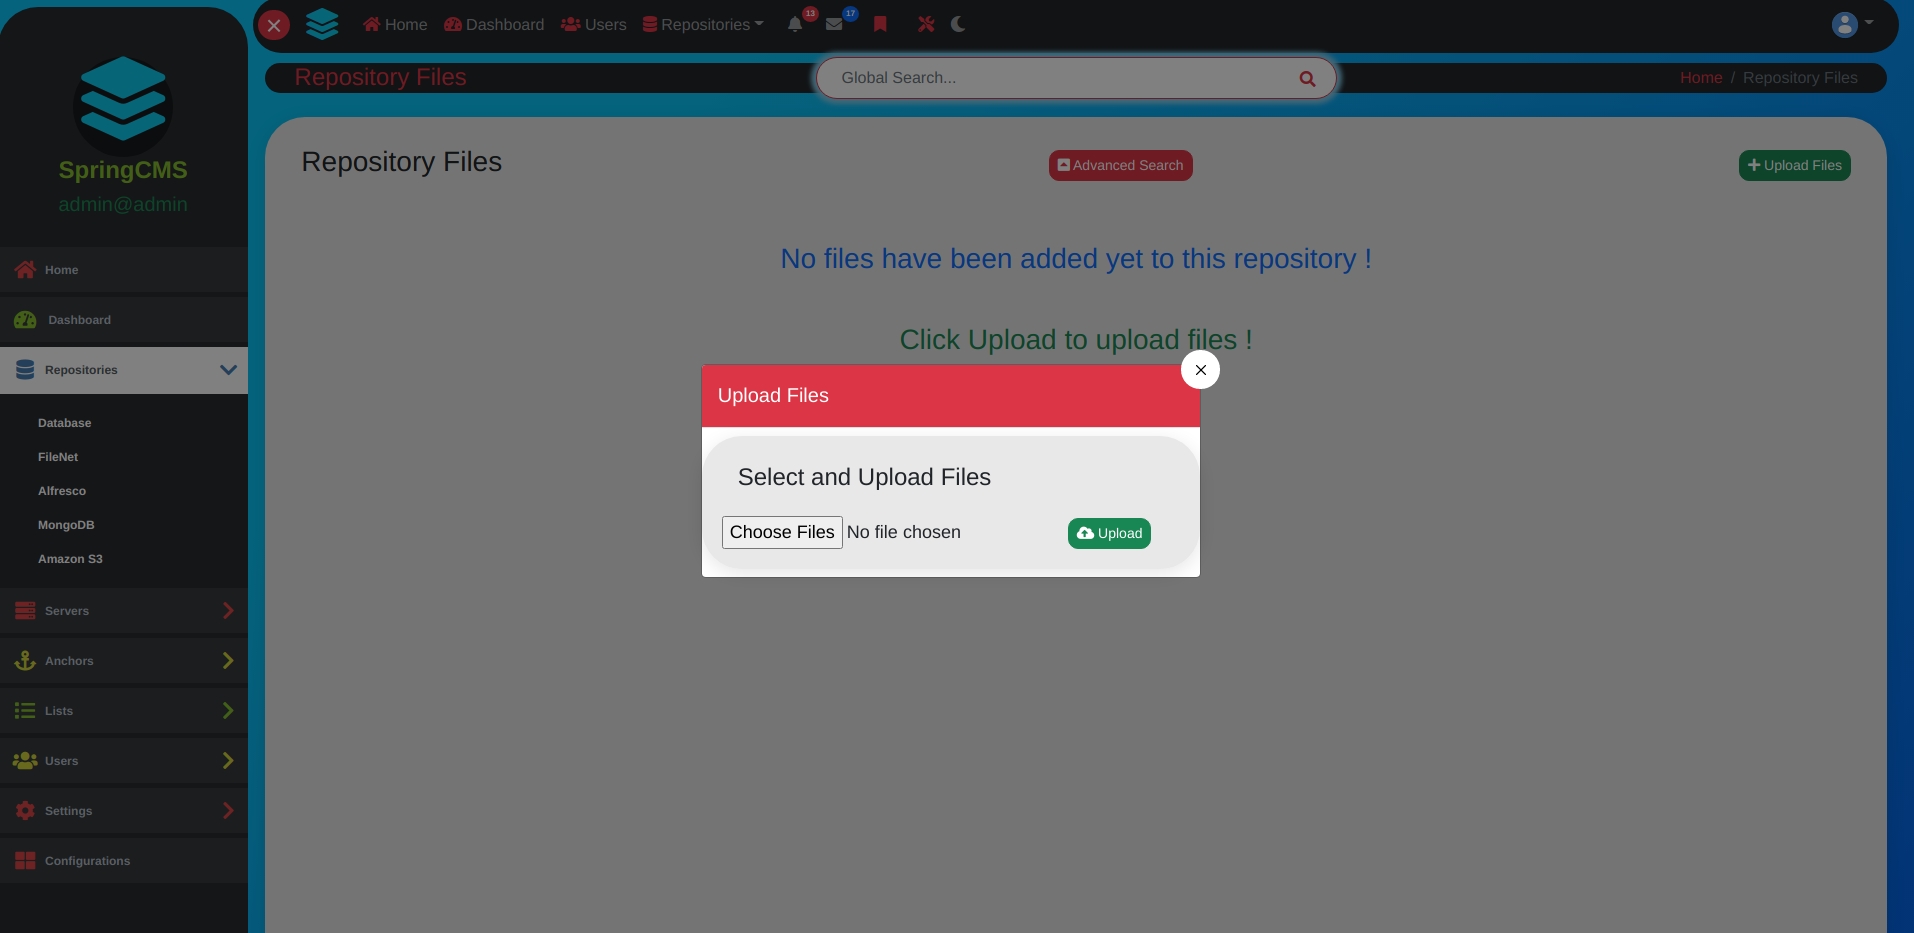 Home
Dashboard
Users
Repositories
13
17
Repository Files
Global Search...
Home / Repository Files
SpringCMS
admin@admin
Home
Dashboard
Repositories
Database
FileNet
Alfresco
MongoDB
Amazon S3
Servers
Anchors
Lists
Users
Settings
Configurations
Repository Files
Advanced Search
Upload Files
No files have been added yet to this repository !
Click Upload to upload files !
Upload Files
Select and Upload Files
Choose Files No file chosen
Upload